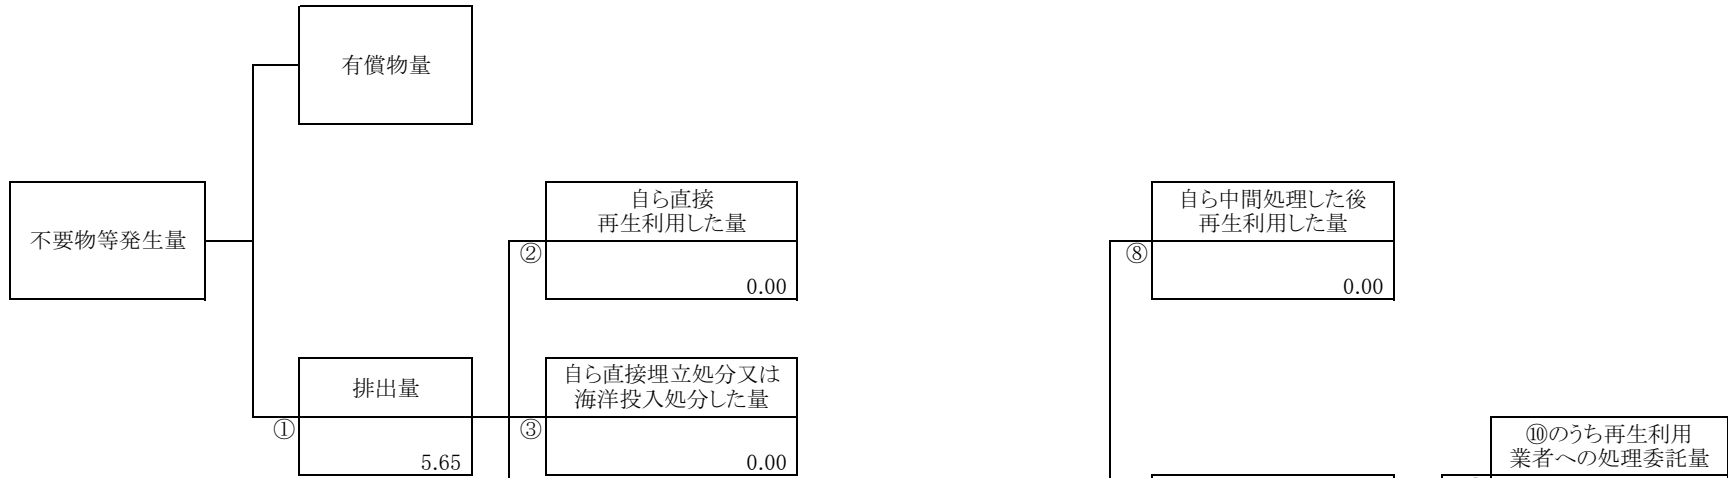 有償物量
不要物等発生量
自ら直接
再生利用した量
②
0.00
自ら中間処理した後
再生利用した量
⑧
0.00
排出量
①
5.65
自ら直接埋立処分又は
海洋投入処分した量
③
0.00
⑩のうち再生利用
業者への処理委託量